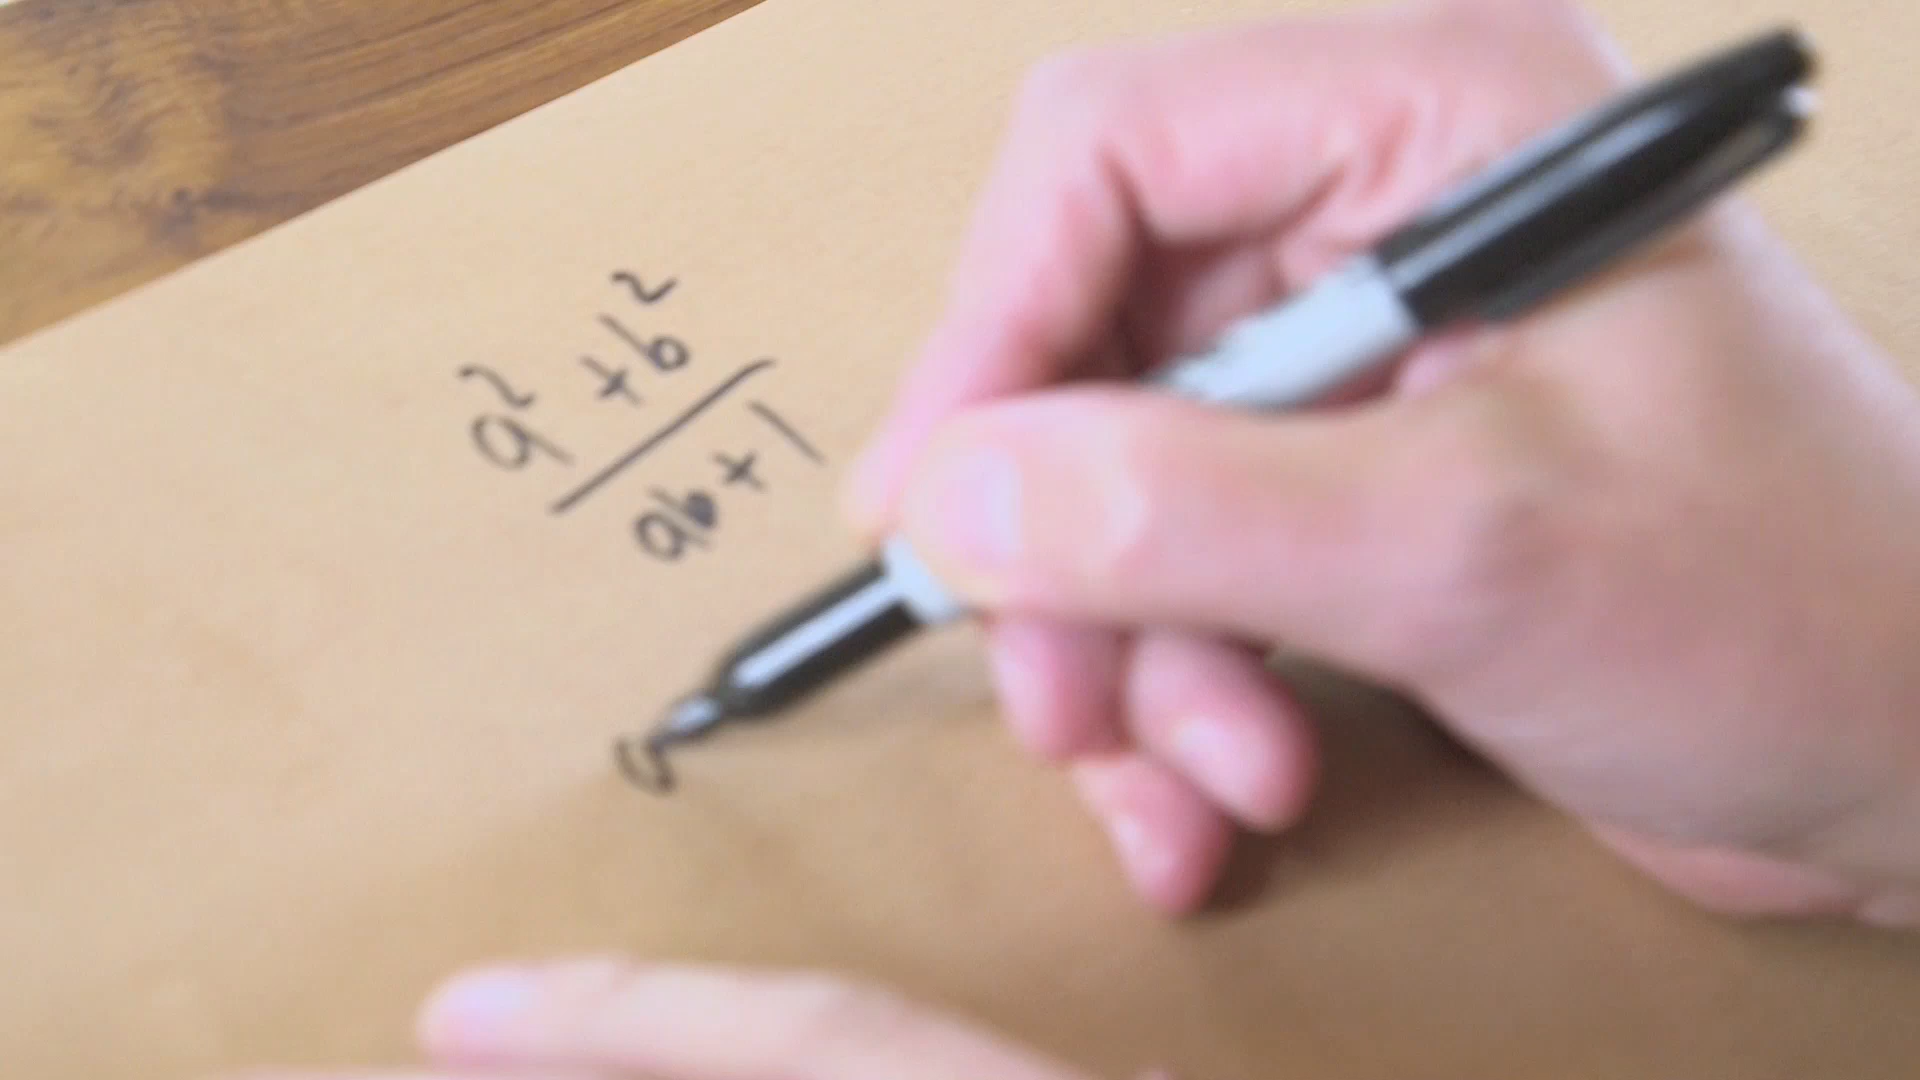 a² + b²
ab + 1
a